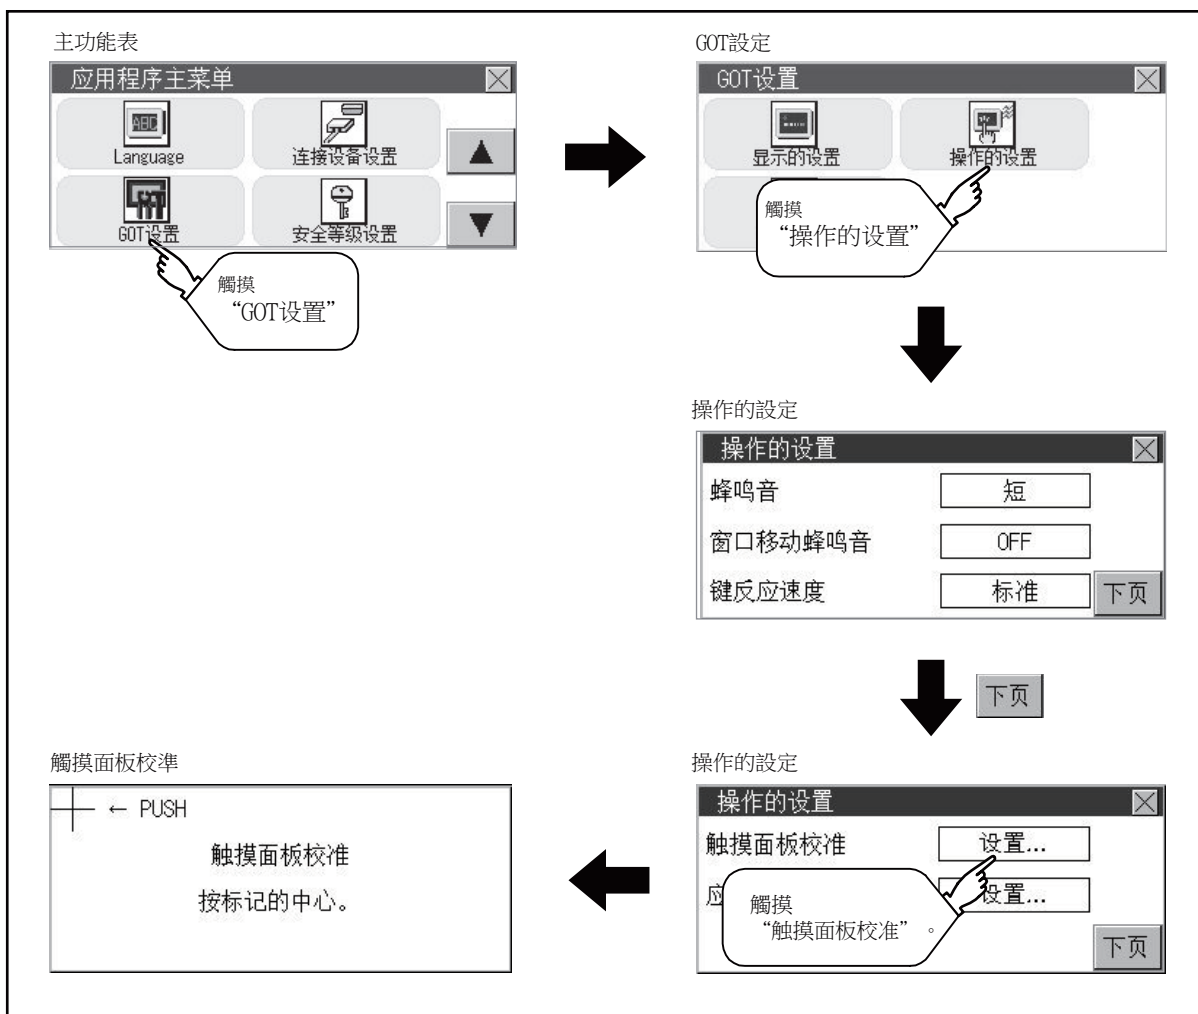 主功能表
应用程序主菜单
ABC
Language
连接设备设置
GOT设置
安全等级设置
觸摸
“GOT设置”
GOT設定
GOT设置
显示的设置
操作的设置
觸摸
“操作的设置”
操作的設定
操作的设置
蜂鸣音
短
窗口移动蜂鸣音
OFF
键反应速度
标准
下页
下页
操作的設定
操作的设置
触摸面板校准
设置...
应
设置...
觸摸
“触摸面板校准”。
下页
觸摸面板校準
← PUSH
触摸面板校准
按标记的中心。